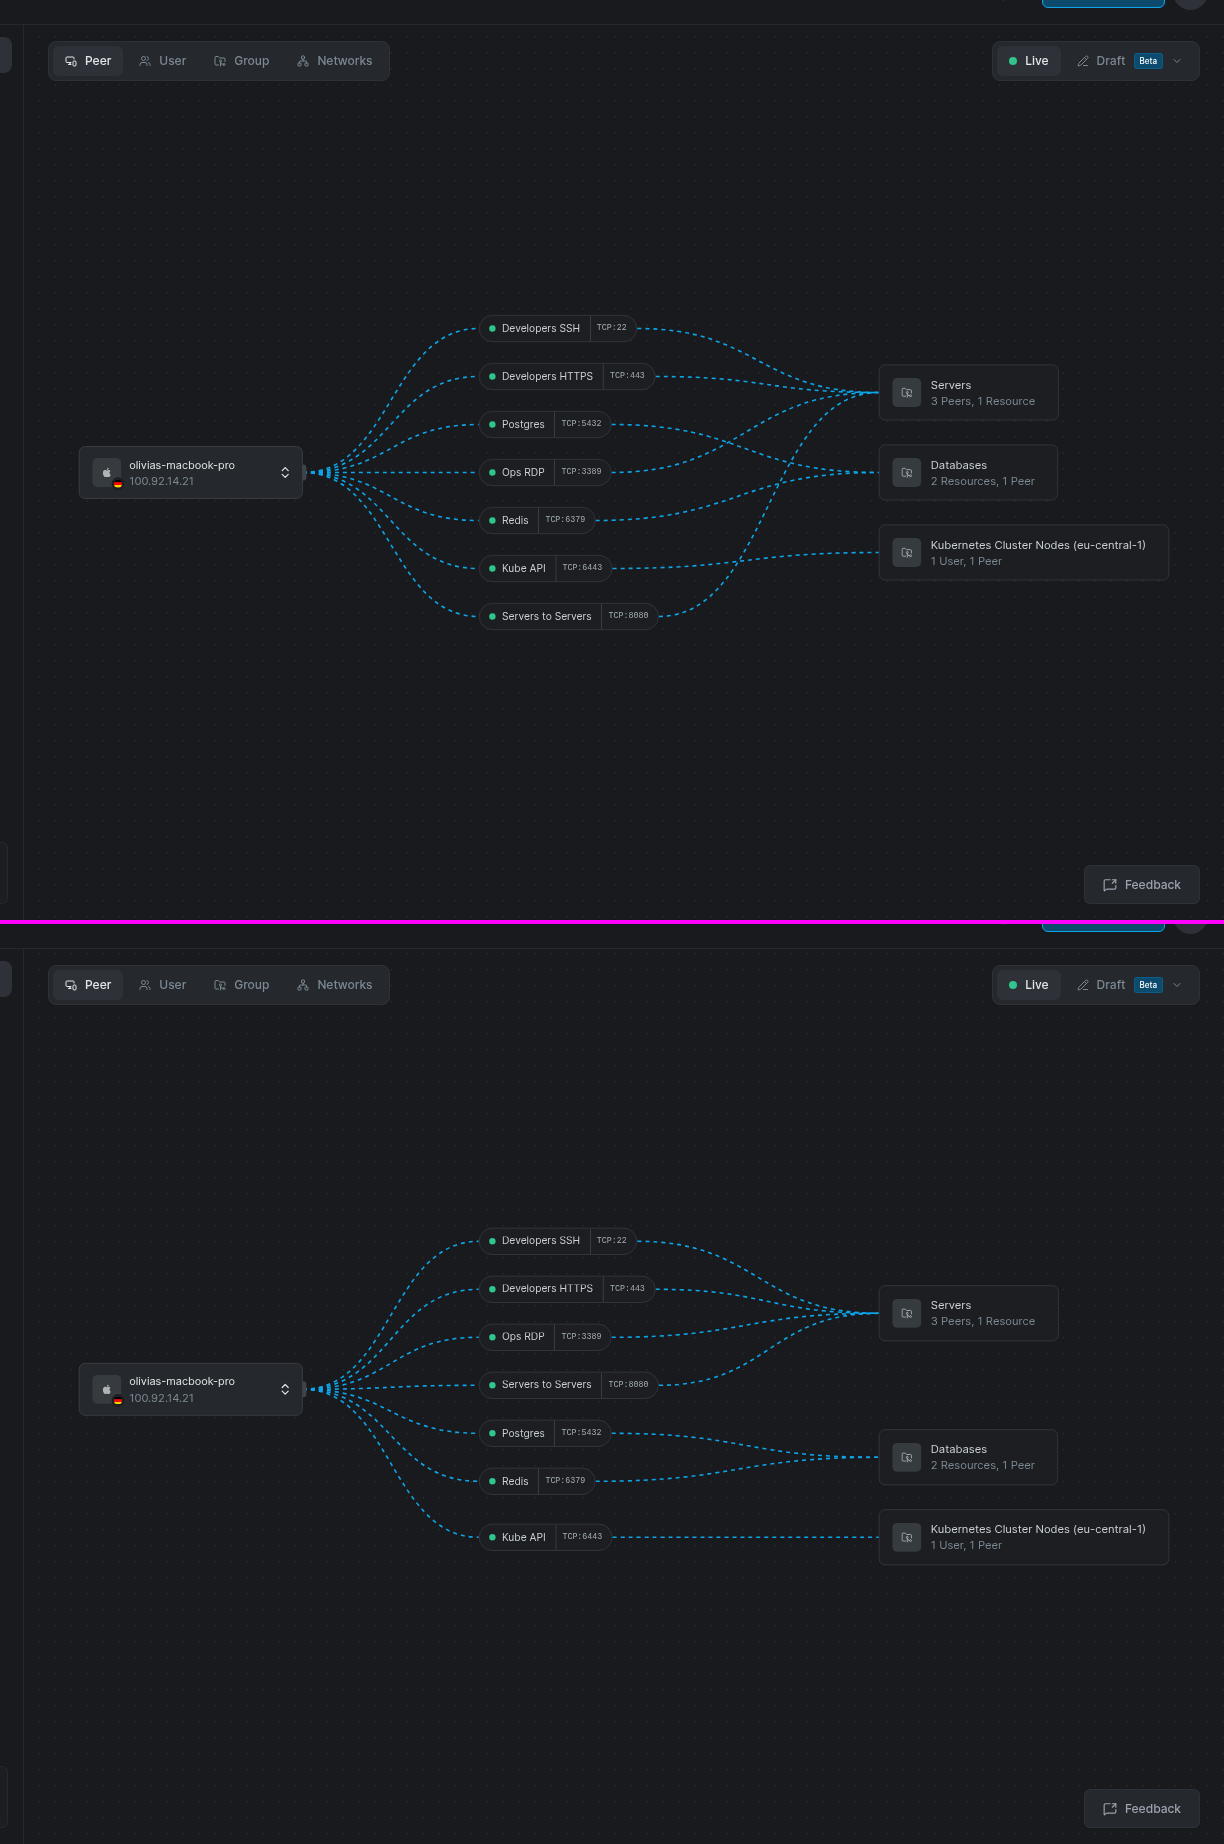 Peer
User
Group
Networks
Live
Draft
Beta
Developers SSH
TCP:22
Developers HTTPS
TCP:443
Postgres
TCP:5432
Ops RDP
TCP:3389
Redis
TCP:6379
Kube API
TCP:6443
Servers to Servers
TCP:8080
olivias-macbook-pro
100.92.14.21
Servers
3 Peers, 1 Resource
Databases
2 Resources, 1 Peer
Kubernetes Cluster Nodes (eu-central-1)
1 User, 1 Peer
Feedback
Peer
User
Group
Networks
Live
Draft
Beta
Developers SSH
TCP:22
Developers HTTPS
TCP:443
Ops RDP
TCP:3389
Servers to Servers
TCP:8080
Postgres
TCP:5432
Redis
TCP:6379
Kube API
TCP:6443
olivias-macbook-pro
100.92.14.21
Servers
3 Peers, 1 Resource
Databases
2 Resources, 1 Peer
Kubernetes Cluster Nodes (eu-central-1)
1 User, 1 Peer
Feedback